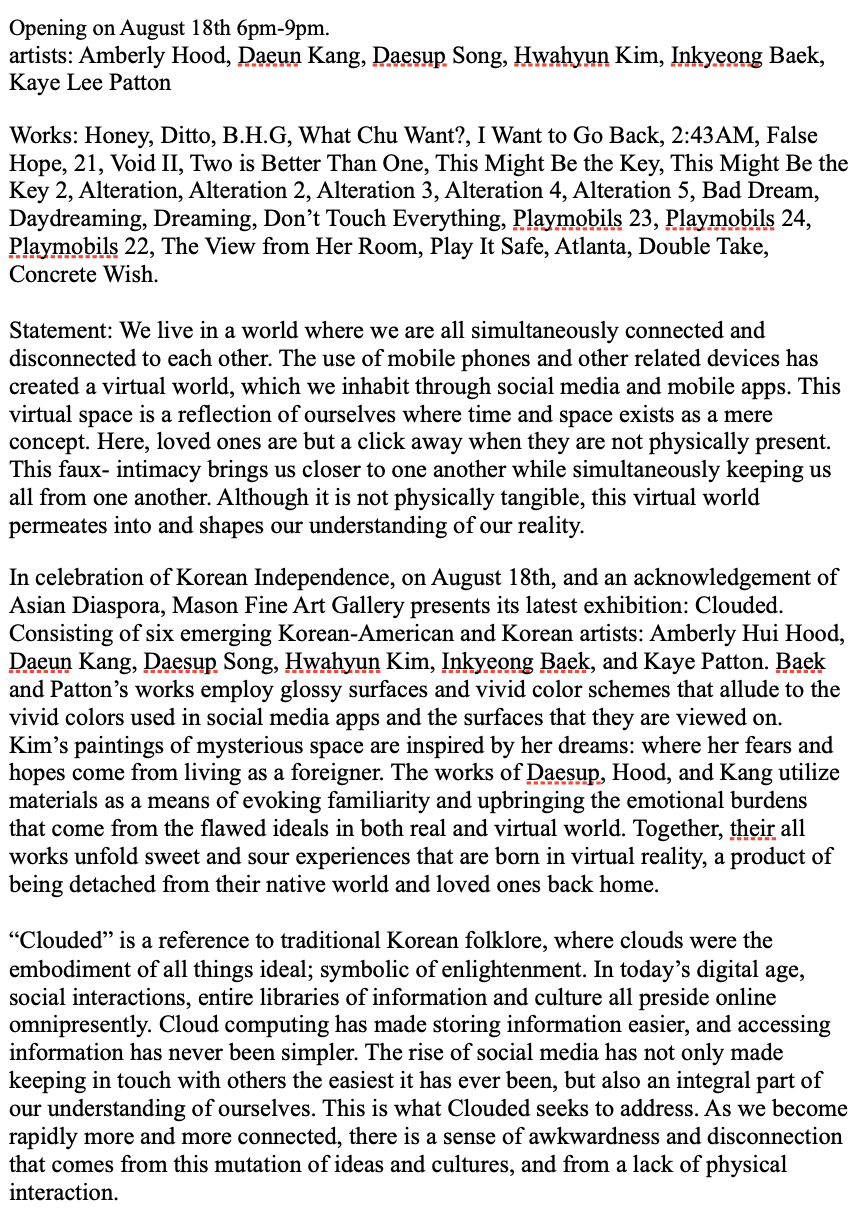 Opening on August 18th 6pm-9pm.
artists: Amberly Hood, Daeun Kang, Daesup Song, Hwahyun Kim, Inkyeong Baek,
Kaye Lee Patton
Works: Honey, Ditto, B.H.G, What Chu Want?, I Want to Go Back, 2:43AM, False
Hope, 21, Void II, Two is Better Than One, This Might Be the Key, This Might Be the
Key 2, Alteration, Alteration 2, Alteration 3, Alteration 4, Alteration 5, Bad Dream,
Daydreaming, Dreaming, Don’t Touch Everything, Playmobils 23, Playmobils 24,
Playmobils 22, The View from Her Room, Play It Safe, Atlanta, Double Take,
Concrete Wish.
Statement: We live in a world where we are all simultaneously connected and
disconnected to each other. The use of mobile phones and other related devices has
created a virtual world, which we inhabit through social media and mobile apps. This
virtual space is a reflection of ourselves where time and space exists as a mere
concept. Here, loved ones are but a click away when they are not physically present.
This faux- intimacy brings us closer to one another while simultaneously keeping us
all from one another. Although it is not physically tangible, this virtual world
permeates into and shapes our understanding of our reality.
In celebration of Korean Independence, on August 18th, and an acknowledgement of
Asian Diaspora, Mason Fine Art Gallery presents its latest exhibition: Clouded.
Consisting of six emerging Korean-American and Korean artists: Amberly Hui Hood,
Daeun Kang, Daesup Song, Hwahyun Kim, Inkyeong Baek, and Kaye Patton. Baek
and Patton’s works employ glossy surfaces and vivid color schemes that allude to the
vivid colors used in social media apps and the surfaces that they are viewed on.
Kim’s paintings of mysterious space are inspired by her dreams: where her fears and
hopes come from living as a foreigner. The works of Daesup, Hood, and Kang utilize
materials as a means of evoking familiarity and upbringing the emotional burdens
that come from the flawed ideals in both real and virtual world. Together, their all
works unfold sweet and sour experiences that are born in virtual reality, a product of
being detached from their native world and loved ones back home.
“Clouded” is a reference to traditional Korean folklore, where clouds were the
embodiment of all things ideal; symbolic of enlightenment. In today’s digital age,
social interactions, entire libraries of information and culture all preside online
omnipresently. Cloud computing has made storing information easier, and accessing
information has never been simpler. The rise of social media has not only made
keeping in touch with others the easiest it has ever been, but also an integral part of
our understanding of ourselves. This is what Clouded seeks to address. As we become
rapidly more and more connected, there is a sense of awkwardness and disconnection
that comes from this mutation of ideas and cultures, and from a lack of physical
interaction.